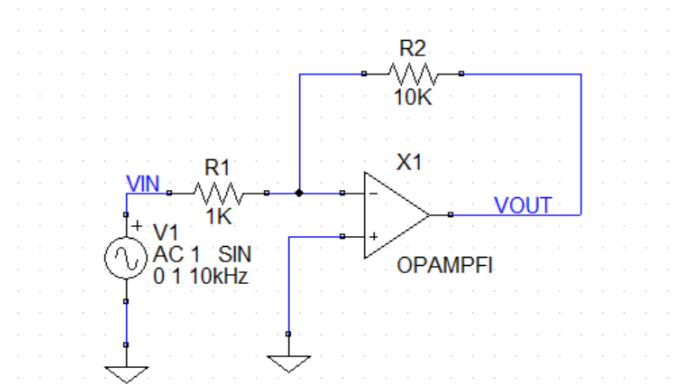 R2
10K
X1
R1
VIN
1K
−
+
VOUT
+
V1
AC 1 SIN
0 1 10kHz
OPAMPFI